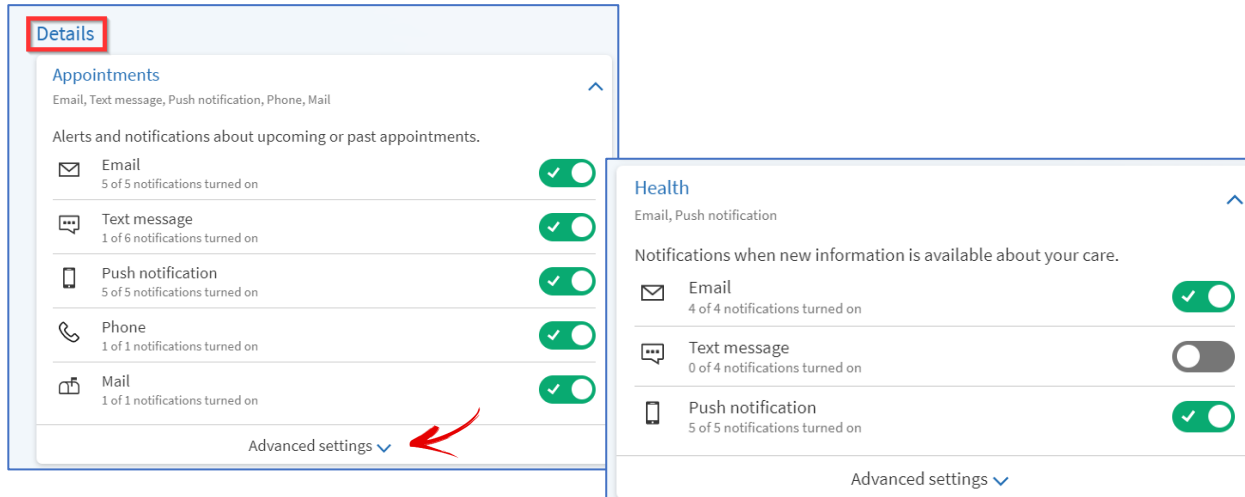 Details
Appointments
Email, Text message, Push notification, Phone, Mail
Alerts and notifications about upcoming or past appointments.
Email
5 of 5 notifications turned on
Text message
1 of 6 notifications turned on
Push notification
5 of 5 notifications turned on
Phone
1 of 1 notifications turned on
Mail
1 of 1 notifications turned on
Advanced settings
Health
Email, Push notification
Notifications when new information is available about your care.
Email
4 of 4 notifications turned on
Text message
0 of 4 notifications turned on
Push notification
5 of 5 notifications turned on
Advanced settings